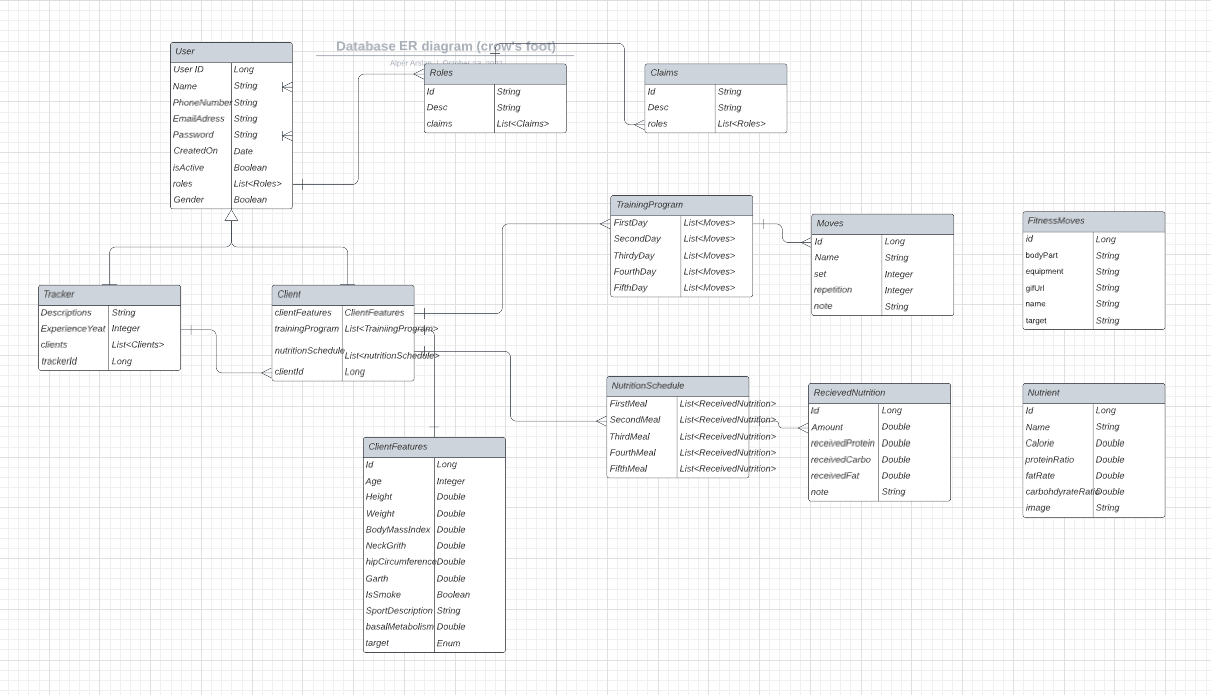 Database ER diagram (crow's foot)
User
User ID Long
Name String
PhoneNumber String
EmailAdress String
Password String
CreatedOn Date
isActive Boolean
roles List<Roles>
Gender Boolean
Roles
Id String
Desc String
claims List<Claims>
Claims
Id String
Desc String
roles List<Roles>
TrainingProgram
FirstDay List<Moves>
SecondDay List<Moves>
ThirdyDay List<Moves>
FourthDay List<Moves>
FifthDay List<Moves>
Moves
Id Long
Name String
set Integer
repetition Integer
note String
FitnessMoves
id Long
bodyPart String
equipment String
gifUrl String
name String
target String
Tracker
Descriptions String
ExperienceYeat Integer
clients List<Clients>
trackerId Long
Client
clientFeatures ClientFeatures
trainingProgram List<TrainiingProgram>
nutritionSchedule List<nutritionSchedule>
clientId Long
NutritionSchedule
FirstMeal List<ReceivedNutrition>
SecondMeal List<ReceivedNutrition>
ThirdMeal List<ReceivedNutrition>
FourthMeal List<ReceivedNutrition>
FifthMeal List<ReceivedNutrition>
RecievedNutrition
Id Long
Amount Double
receivedProtein Double
receivedCarbo Double
receivedFat Double
note String
Nutrient
Id Long
Name String
Calorie Double
proteinRatio Double
fatRate Double
carbohdyrateRatio Double
image String
ClientFeatures
Id Long
Age Integer
Height Double
Weight Double
BodyMassIndex Double
NeckGrith Double
hipCircumference Double
Garth Double
IsSmoke Boolean
SportDescription String
basalMetabolism Double
target Enum